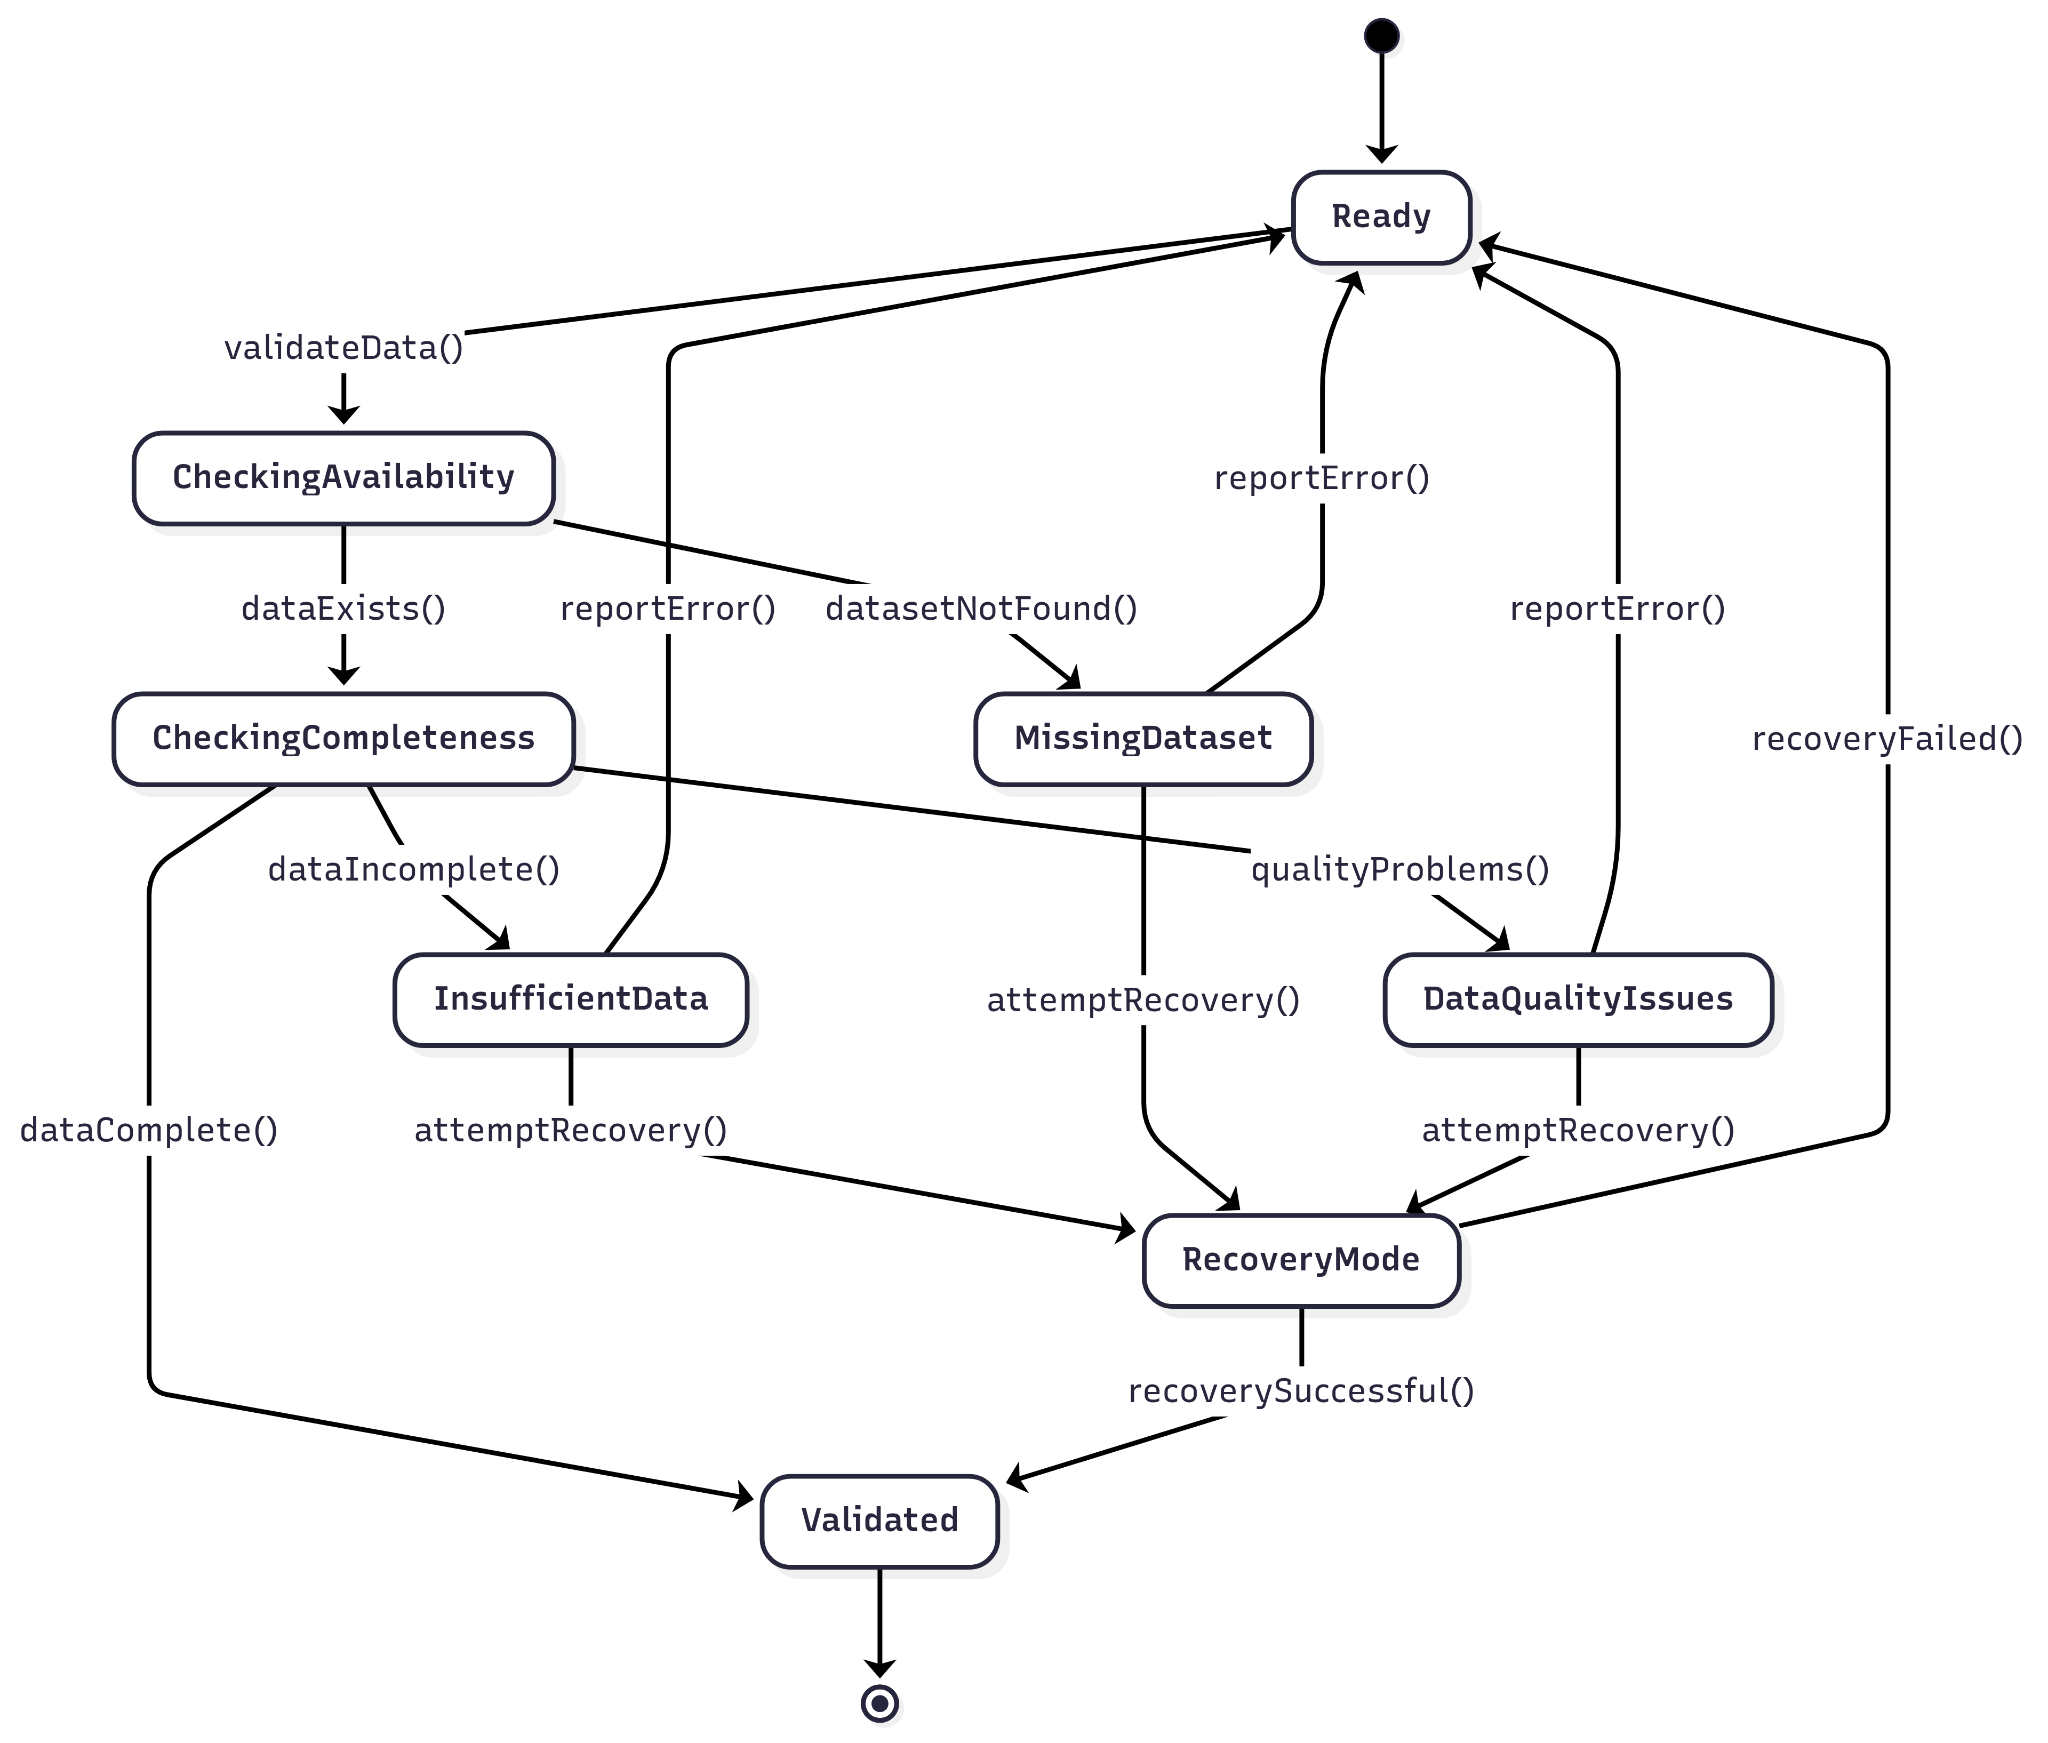 Ready
validateData()
CheckingAvailability
reportError()
dataExists()
reportError()
datasetNotFound()
reportError()
CheckingCompleteness
MissingDataset
recoveryFailed()
dataIncomplete()
qualityProblems()
InsufficientData
attemptRecovery()
DataQualityIssues
dataComplete()
attemptRecovery()
attemptRecovery()
RecoveryMode
recoverySuccessful()
Validated